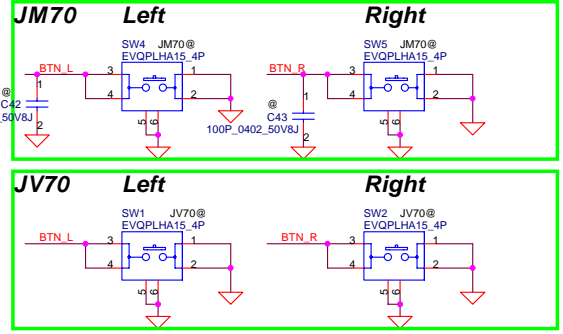 JM70 Left Right
SW4 JM70@
EVQPLHA15_4P
SW5 JM70@
EVQPLHA15_4P
BTN_L
BTN_R
3 1
4 2
5 6
3 1
4 2
5 6
@
1
C42
_50V8J
2
@
1
C43
100P_0402_50V8J
2
JV70 Left Right
SW1 JV70@
EVQPLHA15_4P
SW2 JV70@
EVQPLHA15_4P
BTN_L
BTN_R
3 1
4 2
5 6
3 1
4 2
5 6